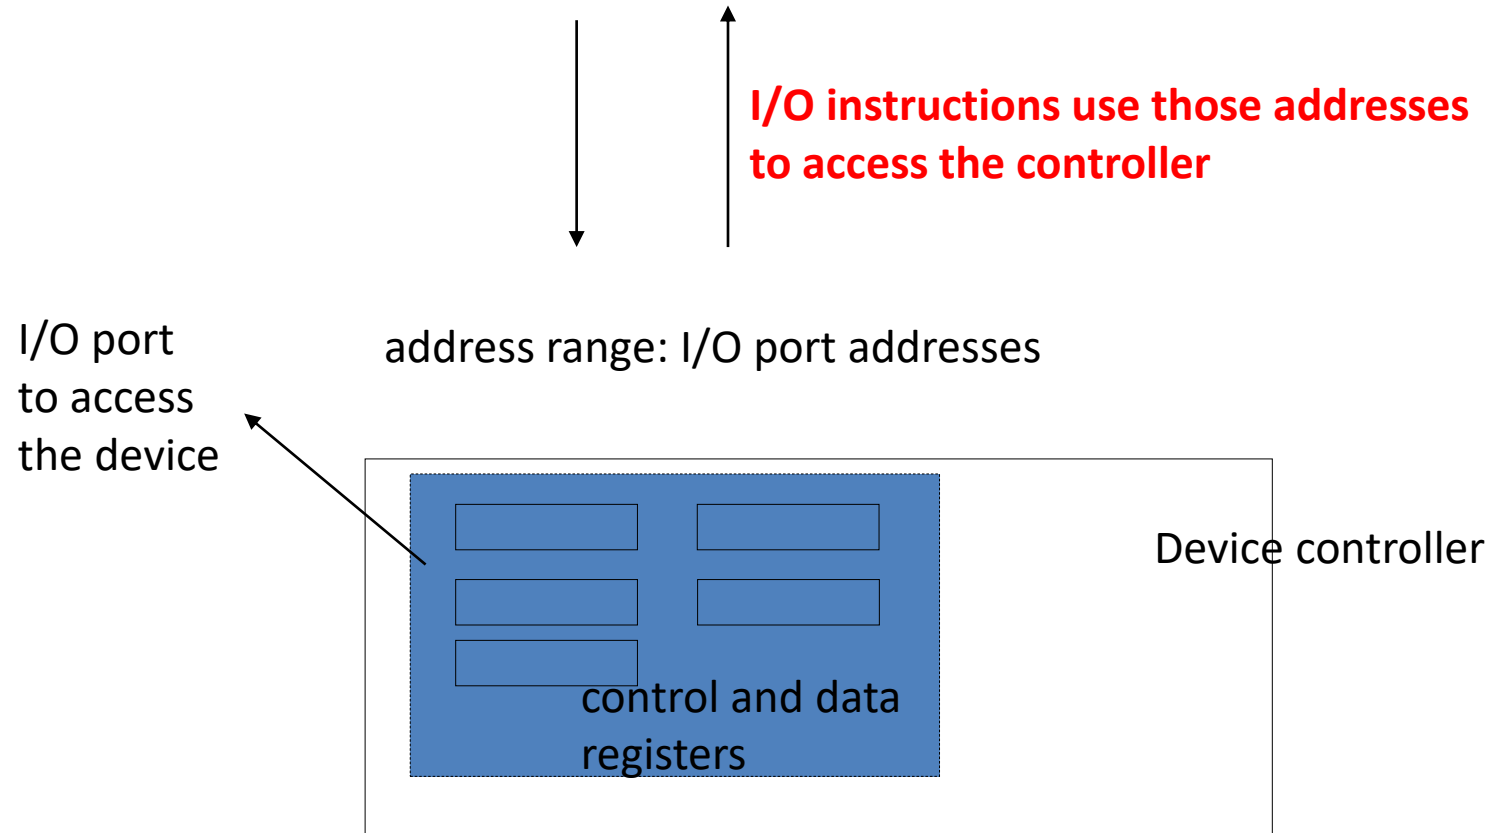 I/O instructions use those addresses
to access the controller
I/O port
to access
the device
address range: I/O port addresses
Device controller
control and data
registers